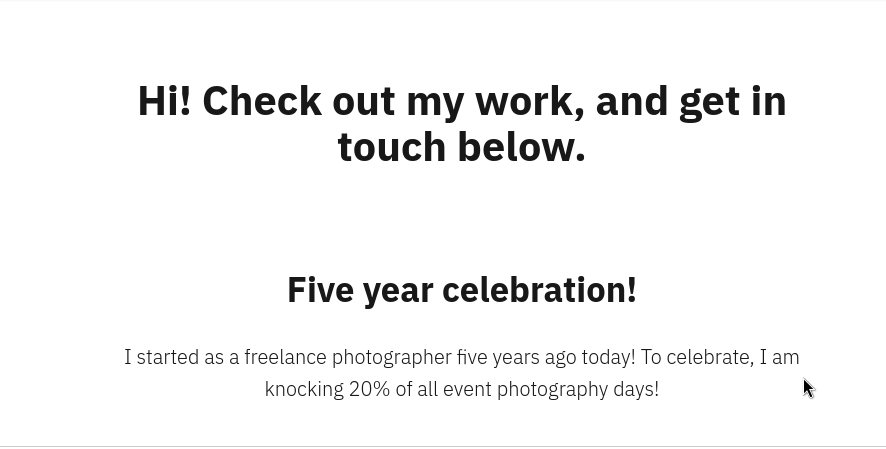 Hi! Check out my work, and get in
touch below.
Five year celebration!
I started as a freelance photographer five years ago today! To celebrate, I am
knocking 20% of all event photography days!